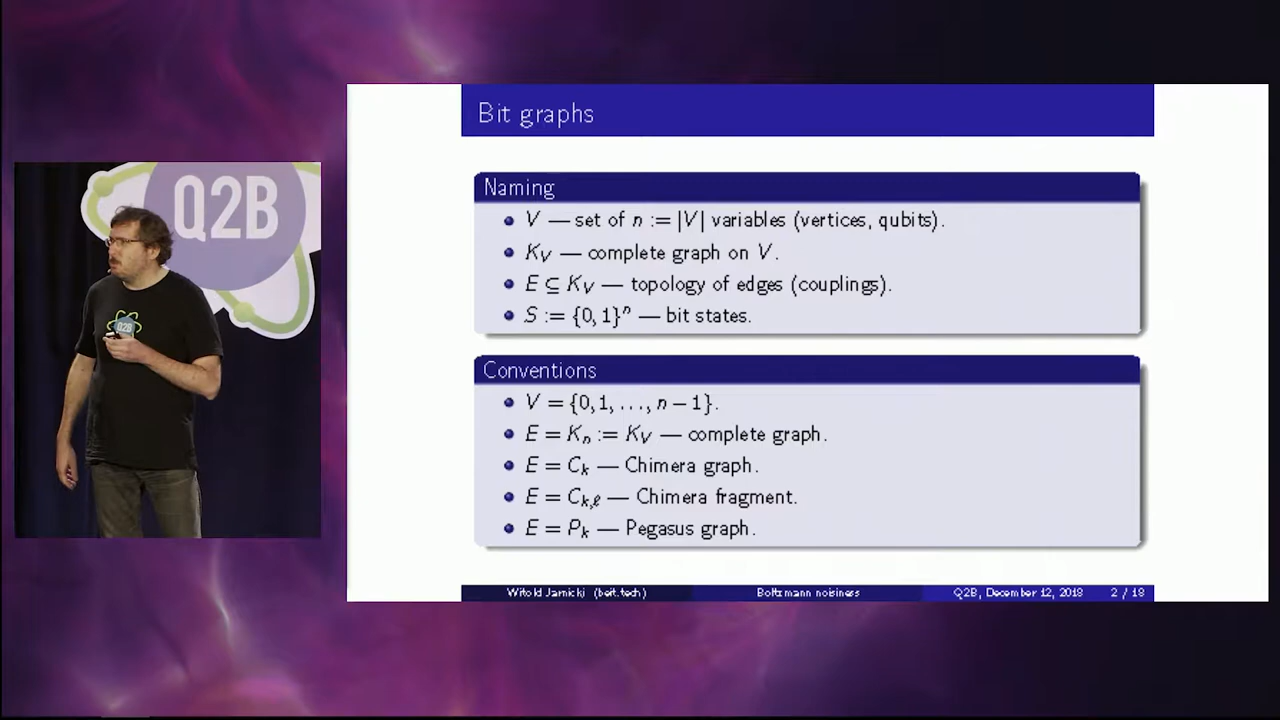 Q2B
Q2B
Bit graphs
Naming
V — set of n := |V| variables (vertices, qubits).
K_V — complete graph on V.
E ⊆ K_V — topology of edges (couplings).
S := {0, 1}^n — bit states.
Conventions
V = {0, 1, ..., n − 1}.
E = K_n := K_V — complete graph.
E = C_k — Chimera graph.
E = C_{k,ℓ} — Chimera fragment.
E = P_k — Pegasus graph.
Witold Jarnicki (beit.tech) Boltzmann noisiness Q2B, December 12, 2019 2 / 19